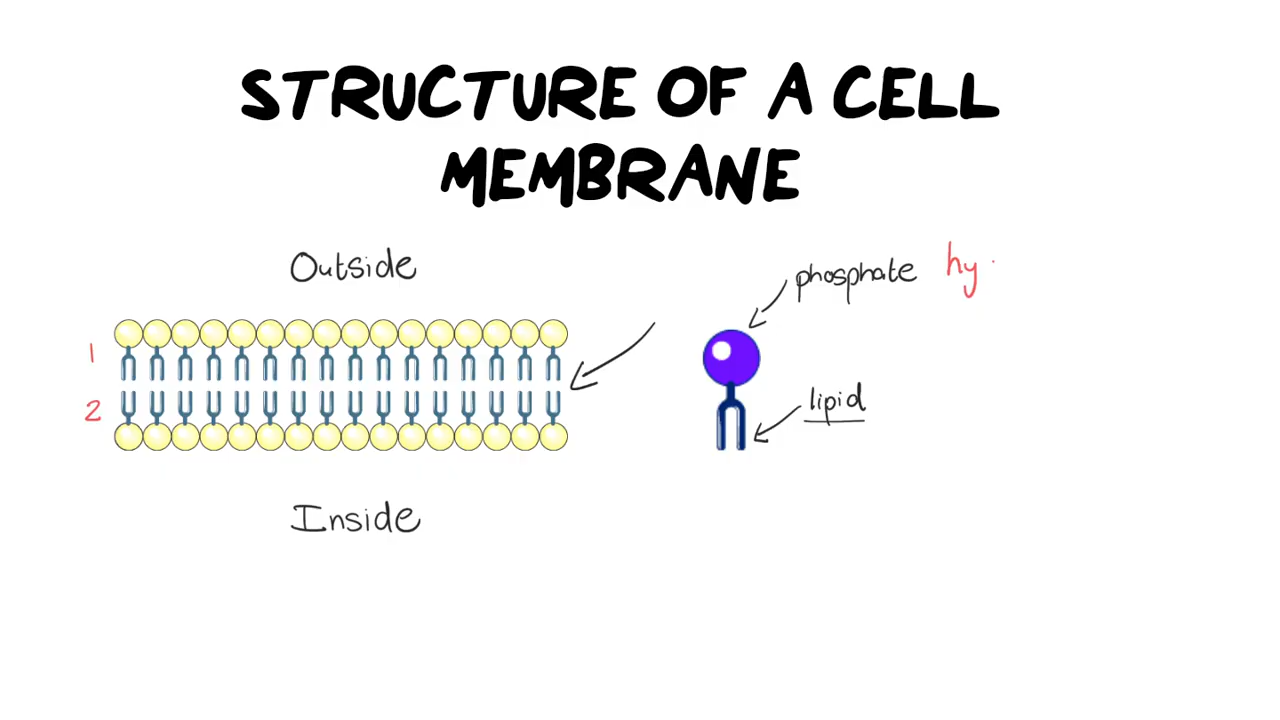 STRUCTURE OF A CELL
MEMBRANE
Outside
phosphate hy
1
2
lipid
Inside